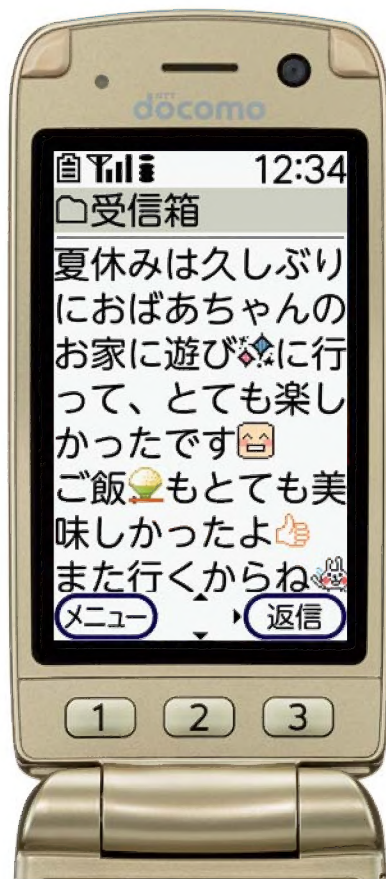 NTT
docomo
12:34
受信箱
夏休みは久しぶり
におばあちゃんの
お家に遊びに行
って、とても楽し
かったです
ご飯もとても美
味しかったよ
また行くからね
メニュー 返信
1 2 3